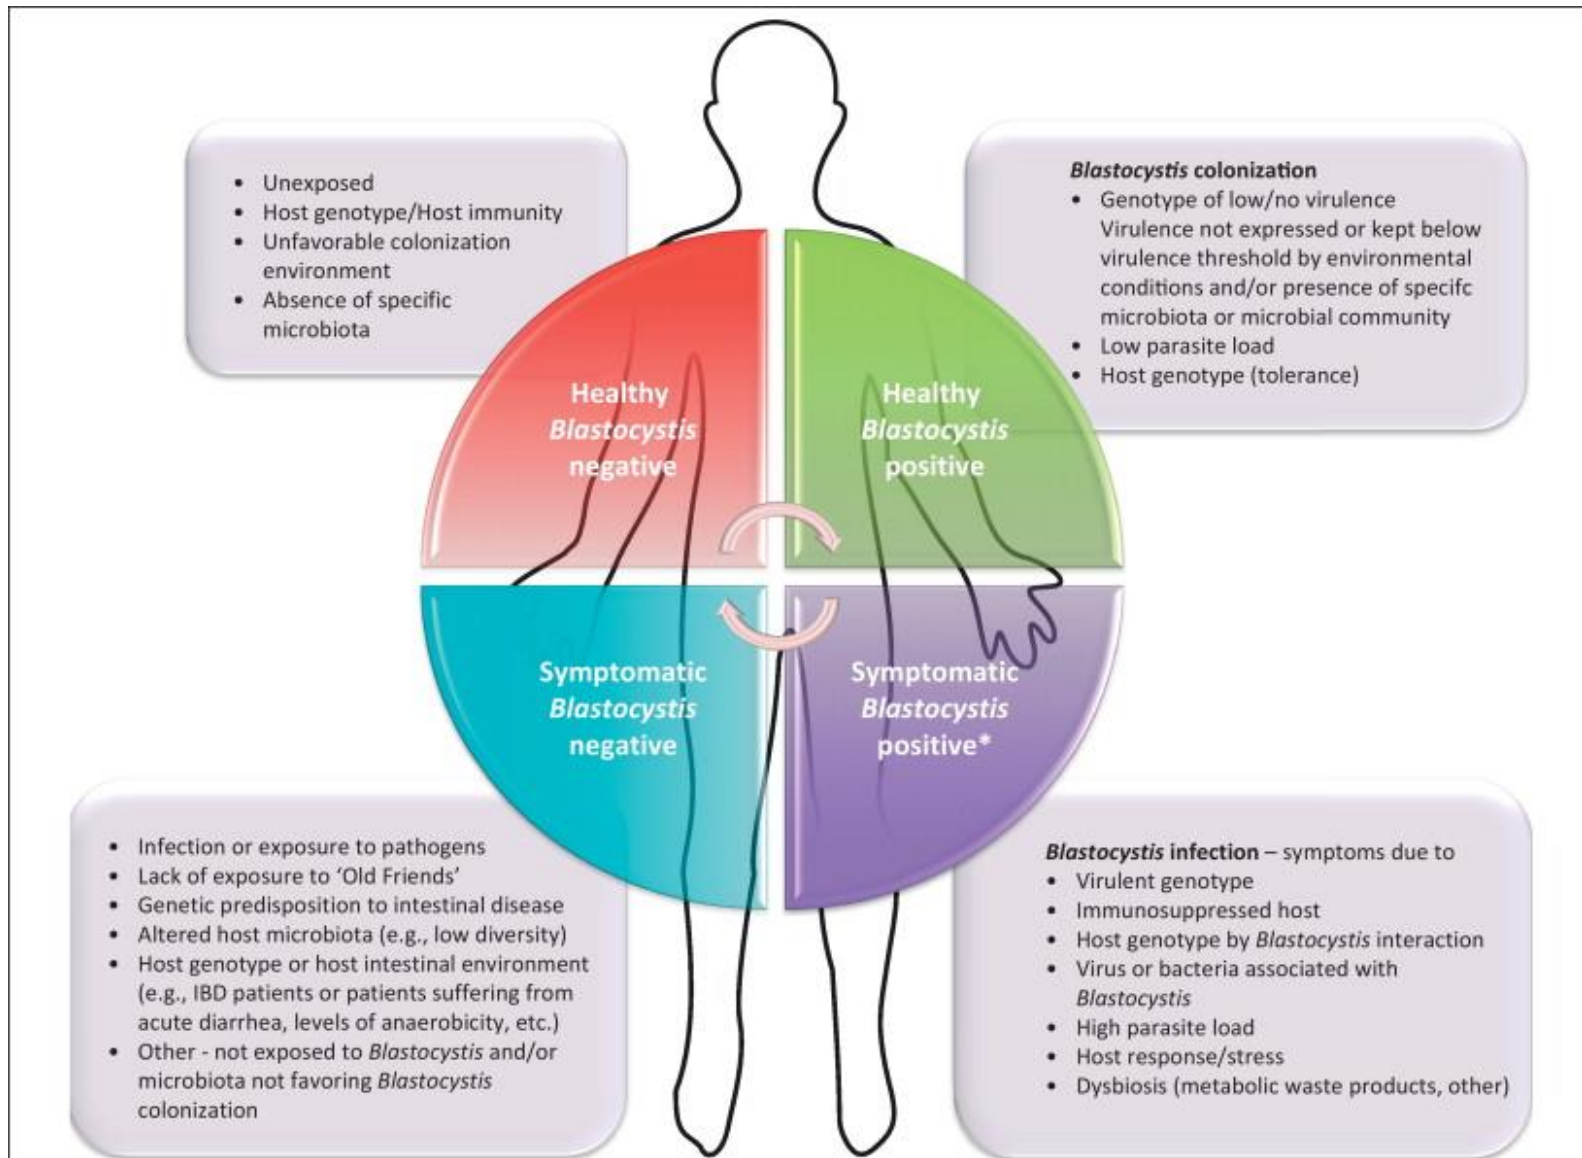 • Unexposed
• Host genotype/Host immunity
• Unfavorable colonization
environment
• Absence of specific
microbiota
Blastocystis colonization
• Genotype of low/no virulence
Virulence not expressed or kept below
virulence threshold by environmental
conditions and/or presence of specifc
microbiota or microbial community
• Low parasite load
• Host genotype (tolerance)
Healthy
Blastocystis
negative
Healthy
Blastocystis
positive
Symptomatic
Blastocystis
negative
Symptomatic
Blastocystis
positive*
• Infection or exposure to pathogens
• Lack of exposure to ‘Old Friends’
• Genetic predisposition to intestinal disease
• Altered host microbiota (e.g., low diversity)
• Host genotype or host intestinal environment
(e.g., IBD patients or patients suffering from
acute diarrhea, levels of anaerobicity, etc.)
• Other - not exposed to Blastocystis and/or
microbiota not favoring Blastocystis
colonization
Blastocystis infection – symptoms due to
• Virulent genotype
• Immunosuppressed host
• Host genotype by Blastocystis interaction
• Virus or bacteria associated with
Blastocystis
• High parasite load
• Host response/stress
• Dysbiosis (metabolic waste products, other)